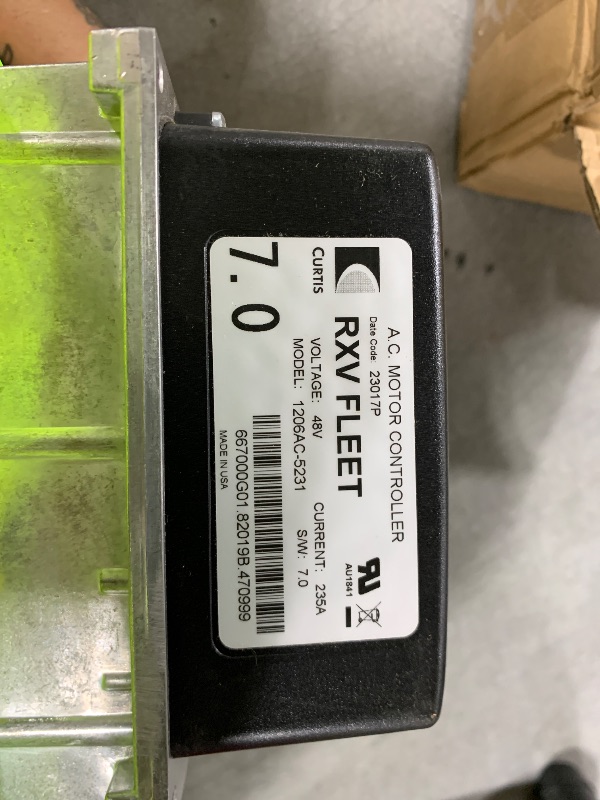 A.C. MOTOR CONTROLLER
Date Code: 23017P
AU1841
CURTIS
RXV FLEET
VOLTAGE: 48V CURRENT: 235A
MODEL: 1206AC-5231 S/W: 7.0
7.0
667000G01.82019B.470999
MADE IN USA